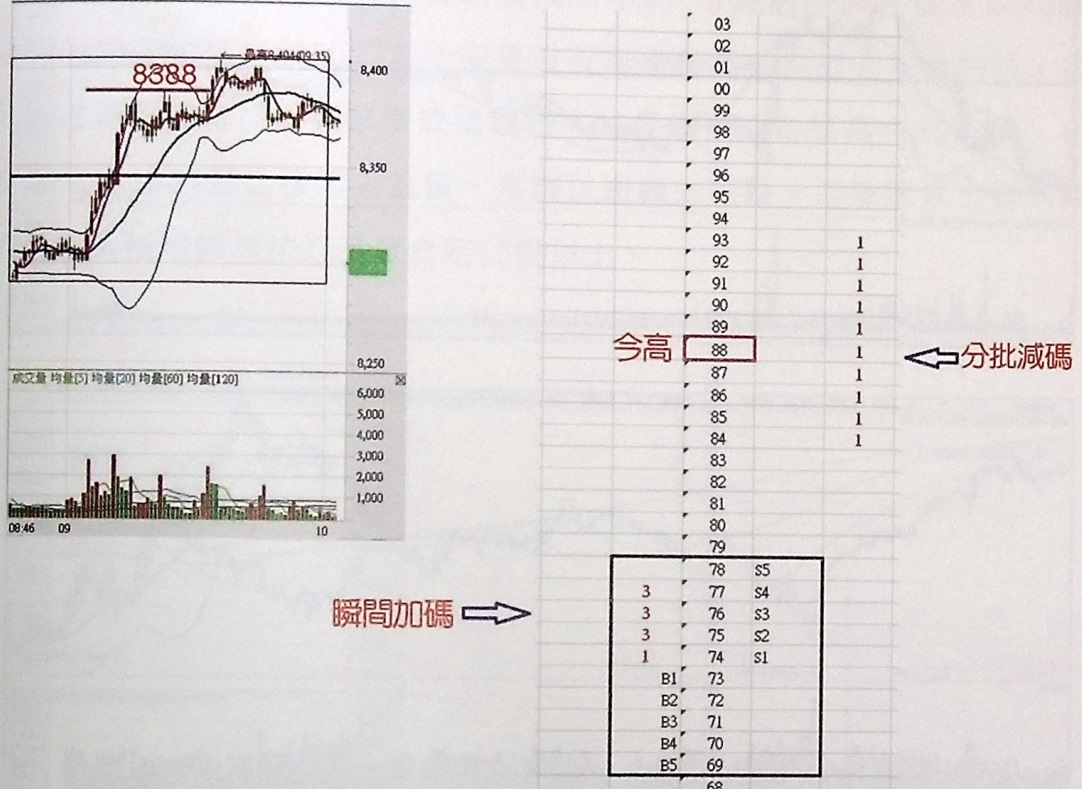 最高8,404(09:35)
8388
8,400
8,350
8,250
成交量 均量[5] 均量[20] 均量[60] 均量[120]
6,000
5,000
4,000
3,000
2,000
1,000
08:46 09 10
03
02
01
00
99
98
97
96
95
94
93 1
92 1
91 1
90 1
89 1
今高 88 1 分批減碼
87 1
86 1
85 1
84 1
83
82
81
80
79
78 S5
3 77 S4
瞬間加碼 3 76 S3
3 75 S2
1 74 S1
B1 73
B2 72
B3 71
B4 70
B5 69
68